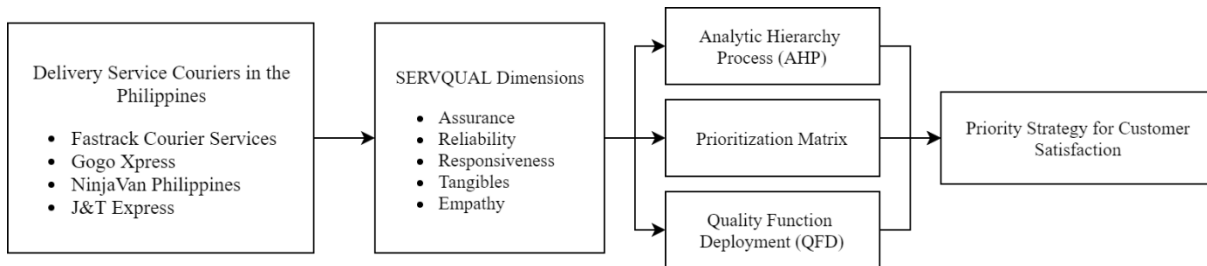 Delivery Service Couriers in the
Philippines
• Fastrack Courier Services
• Gogo Xpress
• NinjaVan Philippines
• J&T Express
SERVQUAL Dimensions
• Assurance
• Reliability
• Responsiveness
• Tangibles
• Empathy
Analytic Hierarchy
Process (AHP)
Prioritization Matrix
Quality Function
Deployment (QFD)
Priority Strategy for Customer
Satisfaction